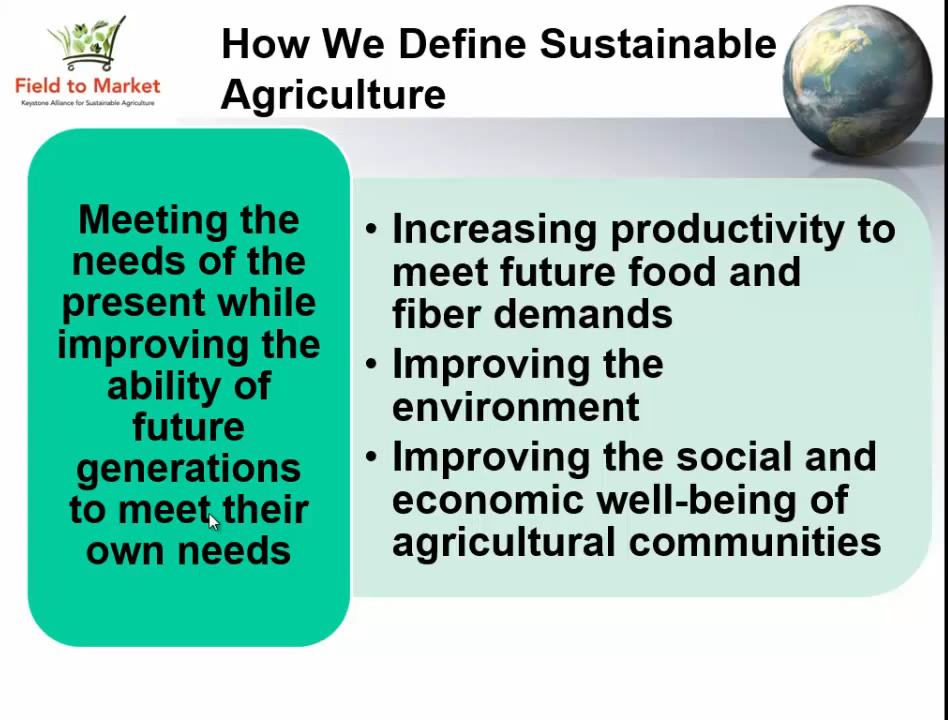 Field to Market
Keystone Alliance for Sustainable Agriculture
How We Define Sustainable
Agriculture
Meeting the
needs of the
present while
improving the
ability of
future
generations
to meet their
own needs
• Increasing productivity to
meet future food and
fiber demands
• Improving the
environment
• Improving the social and
economic well-being of
agricultural communities